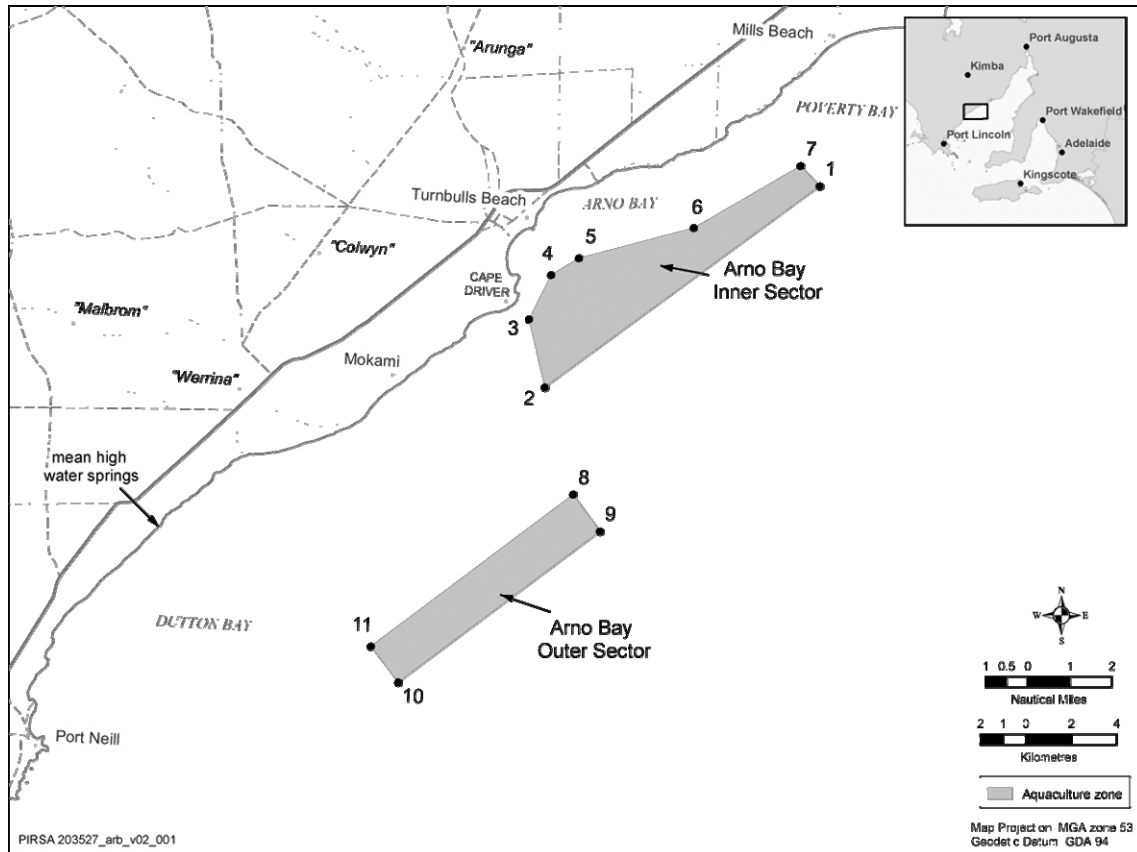 Mills Beach
"Arunga"
POVERTY BAY
Port Augusta
Kimba
Port Wakefield
Port Lincoln
Adelaide
Kingscote
7
1
Turnbulls Beach
ARNO BAY
6
"Colwyn"
5
4
Arno Bay
Inner Sector
CAPE
DRIVER
"Malbrom"
3
Mokami
"Werrina"
2
mean high
water springs
8
9
DUTTON BAY
11
Arno Bay
Outer Sector
10
Port Neill
N
W
E
S
1 0.5 0 1 2
Nautical Miles
2 1 0 2 4
Kilometres
Aquaculture zone
Map Projection MGA zone 53
Geodetic Datum GDA 94
PIRSA 203527_arb_v02_001